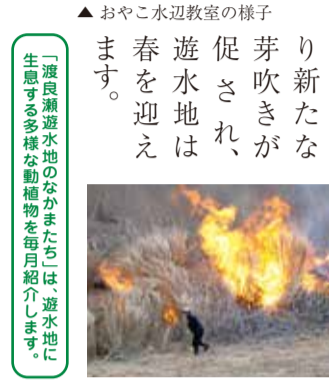 ▲ おやこ水辺教室の様子
り新たな
芽吹きが
促され、
遊水地は
春を迎え
ます。
「渡良瀬遊水地のなかまたち」は、遊水地に
生息する多様な動植物を毎月紹介します。